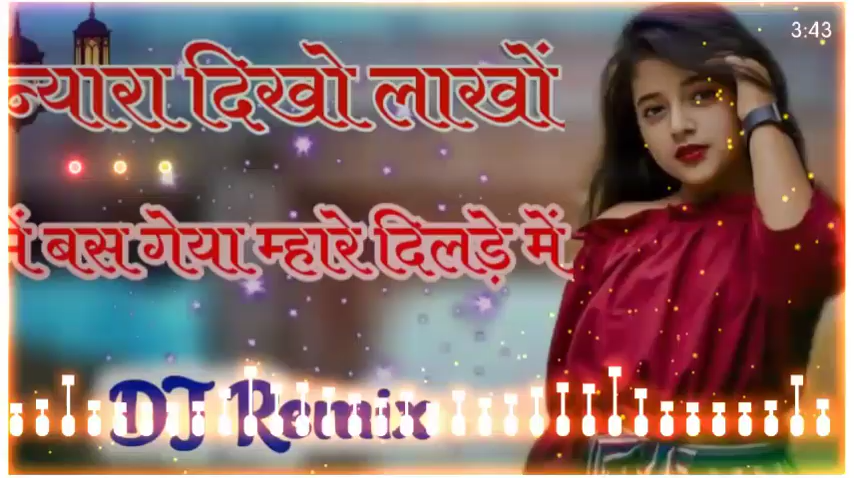 3:43
न्यारा दिखो लाखों
में बस गेया म्हारे दिलड़े में
DJ Remix